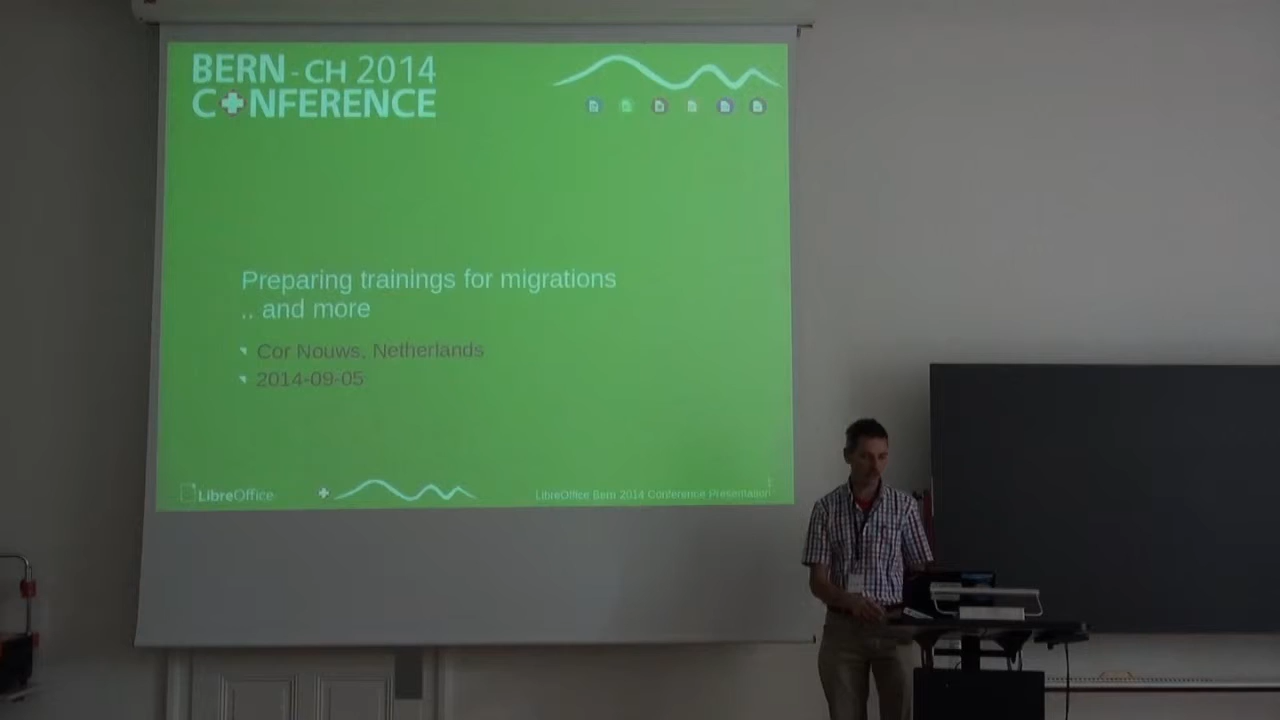 BERN - CH 2014
CONFERENCE
Preparing trainings for migrations
.. and more
Cor Nouws, Netherlands
2014-09-05
LibreOffice
LibreOffice Bern 2014 Conference Presentation